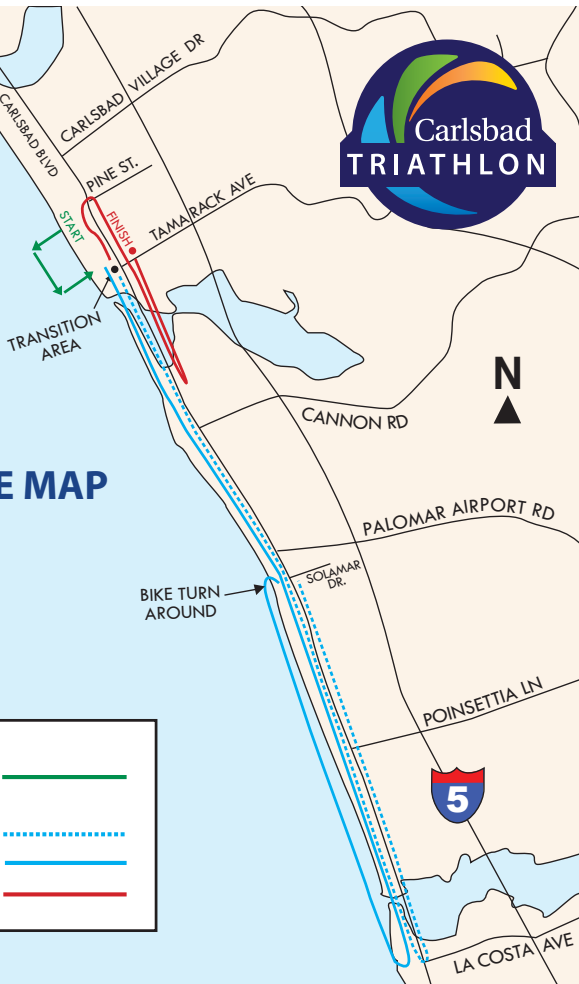 CARLSBAD VILLAGE DR
CARLSBAD BLVD
Carlsbad
TRIATHLON
PINE ST.
START
FINISH
TAMARACK AVE
TRANSITION
AREA
N
CANNON RD
E MAP
PALOMAR AIRPORT RD
SOLAMAR
DR.
BIKE TURN
AROUND
POINSETTIA LN
5
LA COSTA AVE